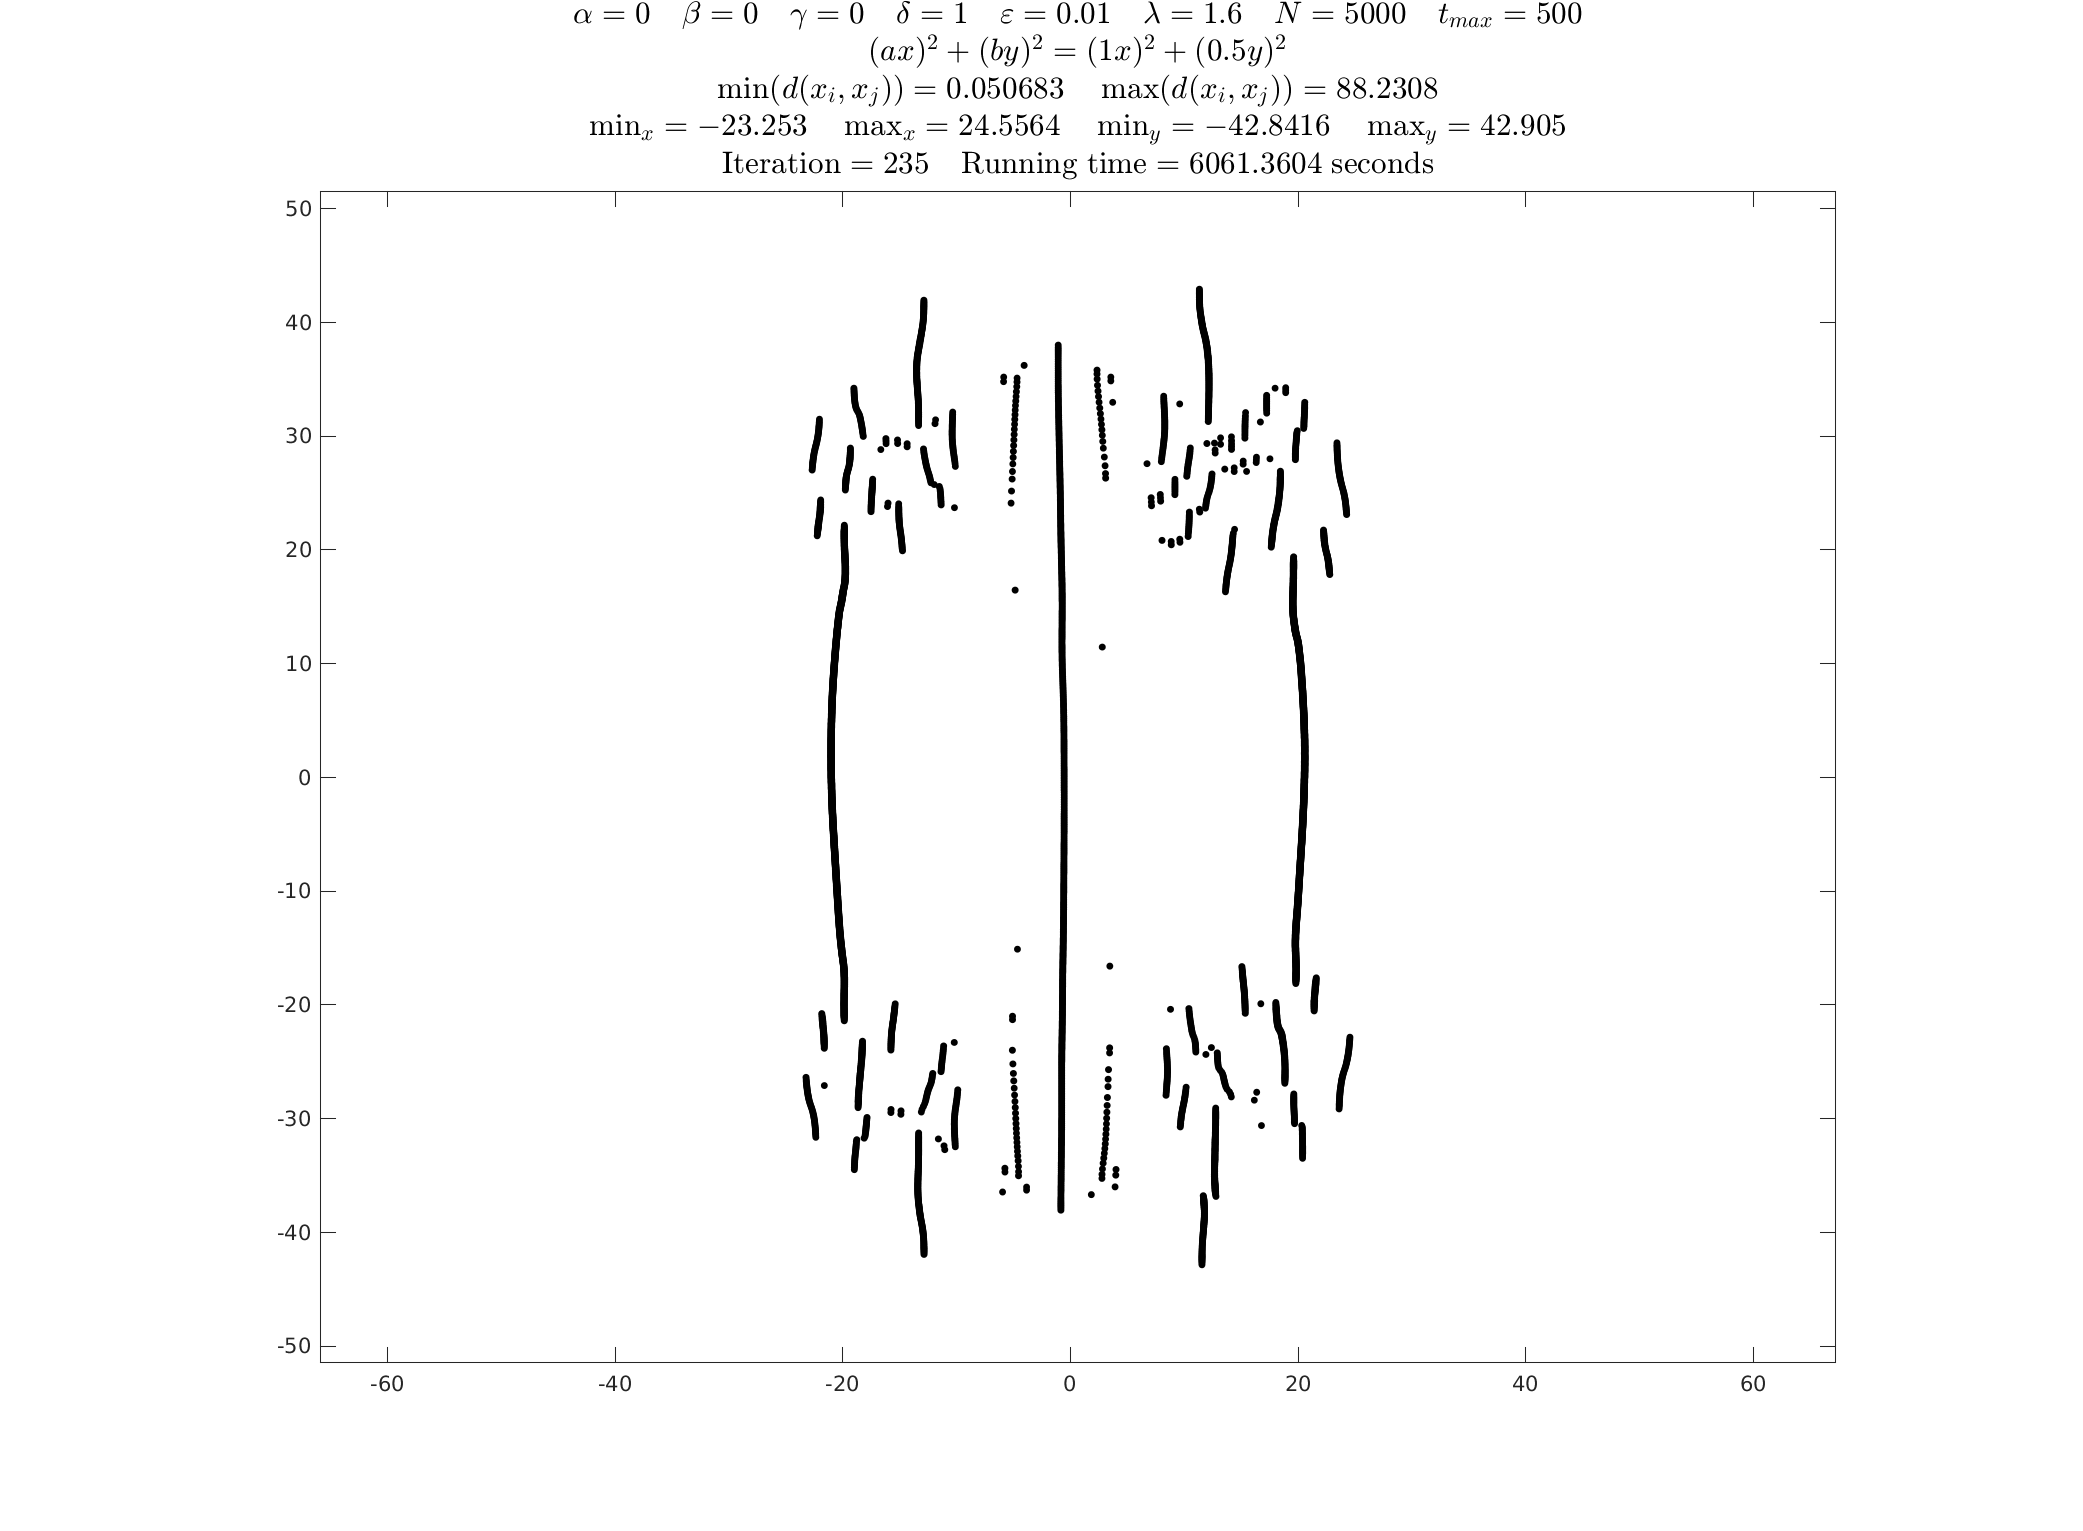 α = 0 β = 0 γ = 0 δ = 1 ε = 0.01 λ = 1.6 N = 5000 t_max = 500
(ax)² + (by)² = (1x)² + (0.5y)²
min(d(x_i, x_j)) = 0.050683 max(d(x_i, x_j)) = 88.2308
min_x = −23.253 max_x = 24.5564 min_y = −42.8416 max_y = 42.905
Iteration = 235 Running time = 6061.3604 seconds
50
40
30
20
10
0
-10
-20
-30
-40
-50
-60 -40 -20 0 20 40 60